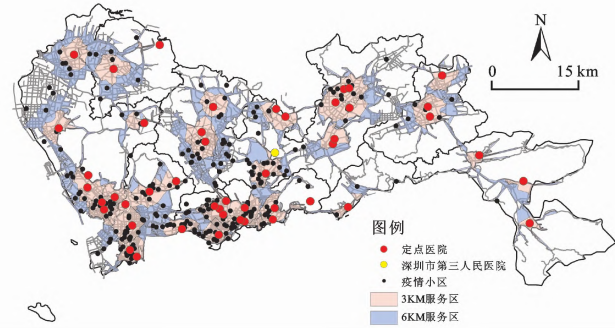 N
0 15 km
图例
定点医院
深圳市第三人民医院
疫情小区
3KM服务区
6KM服务区